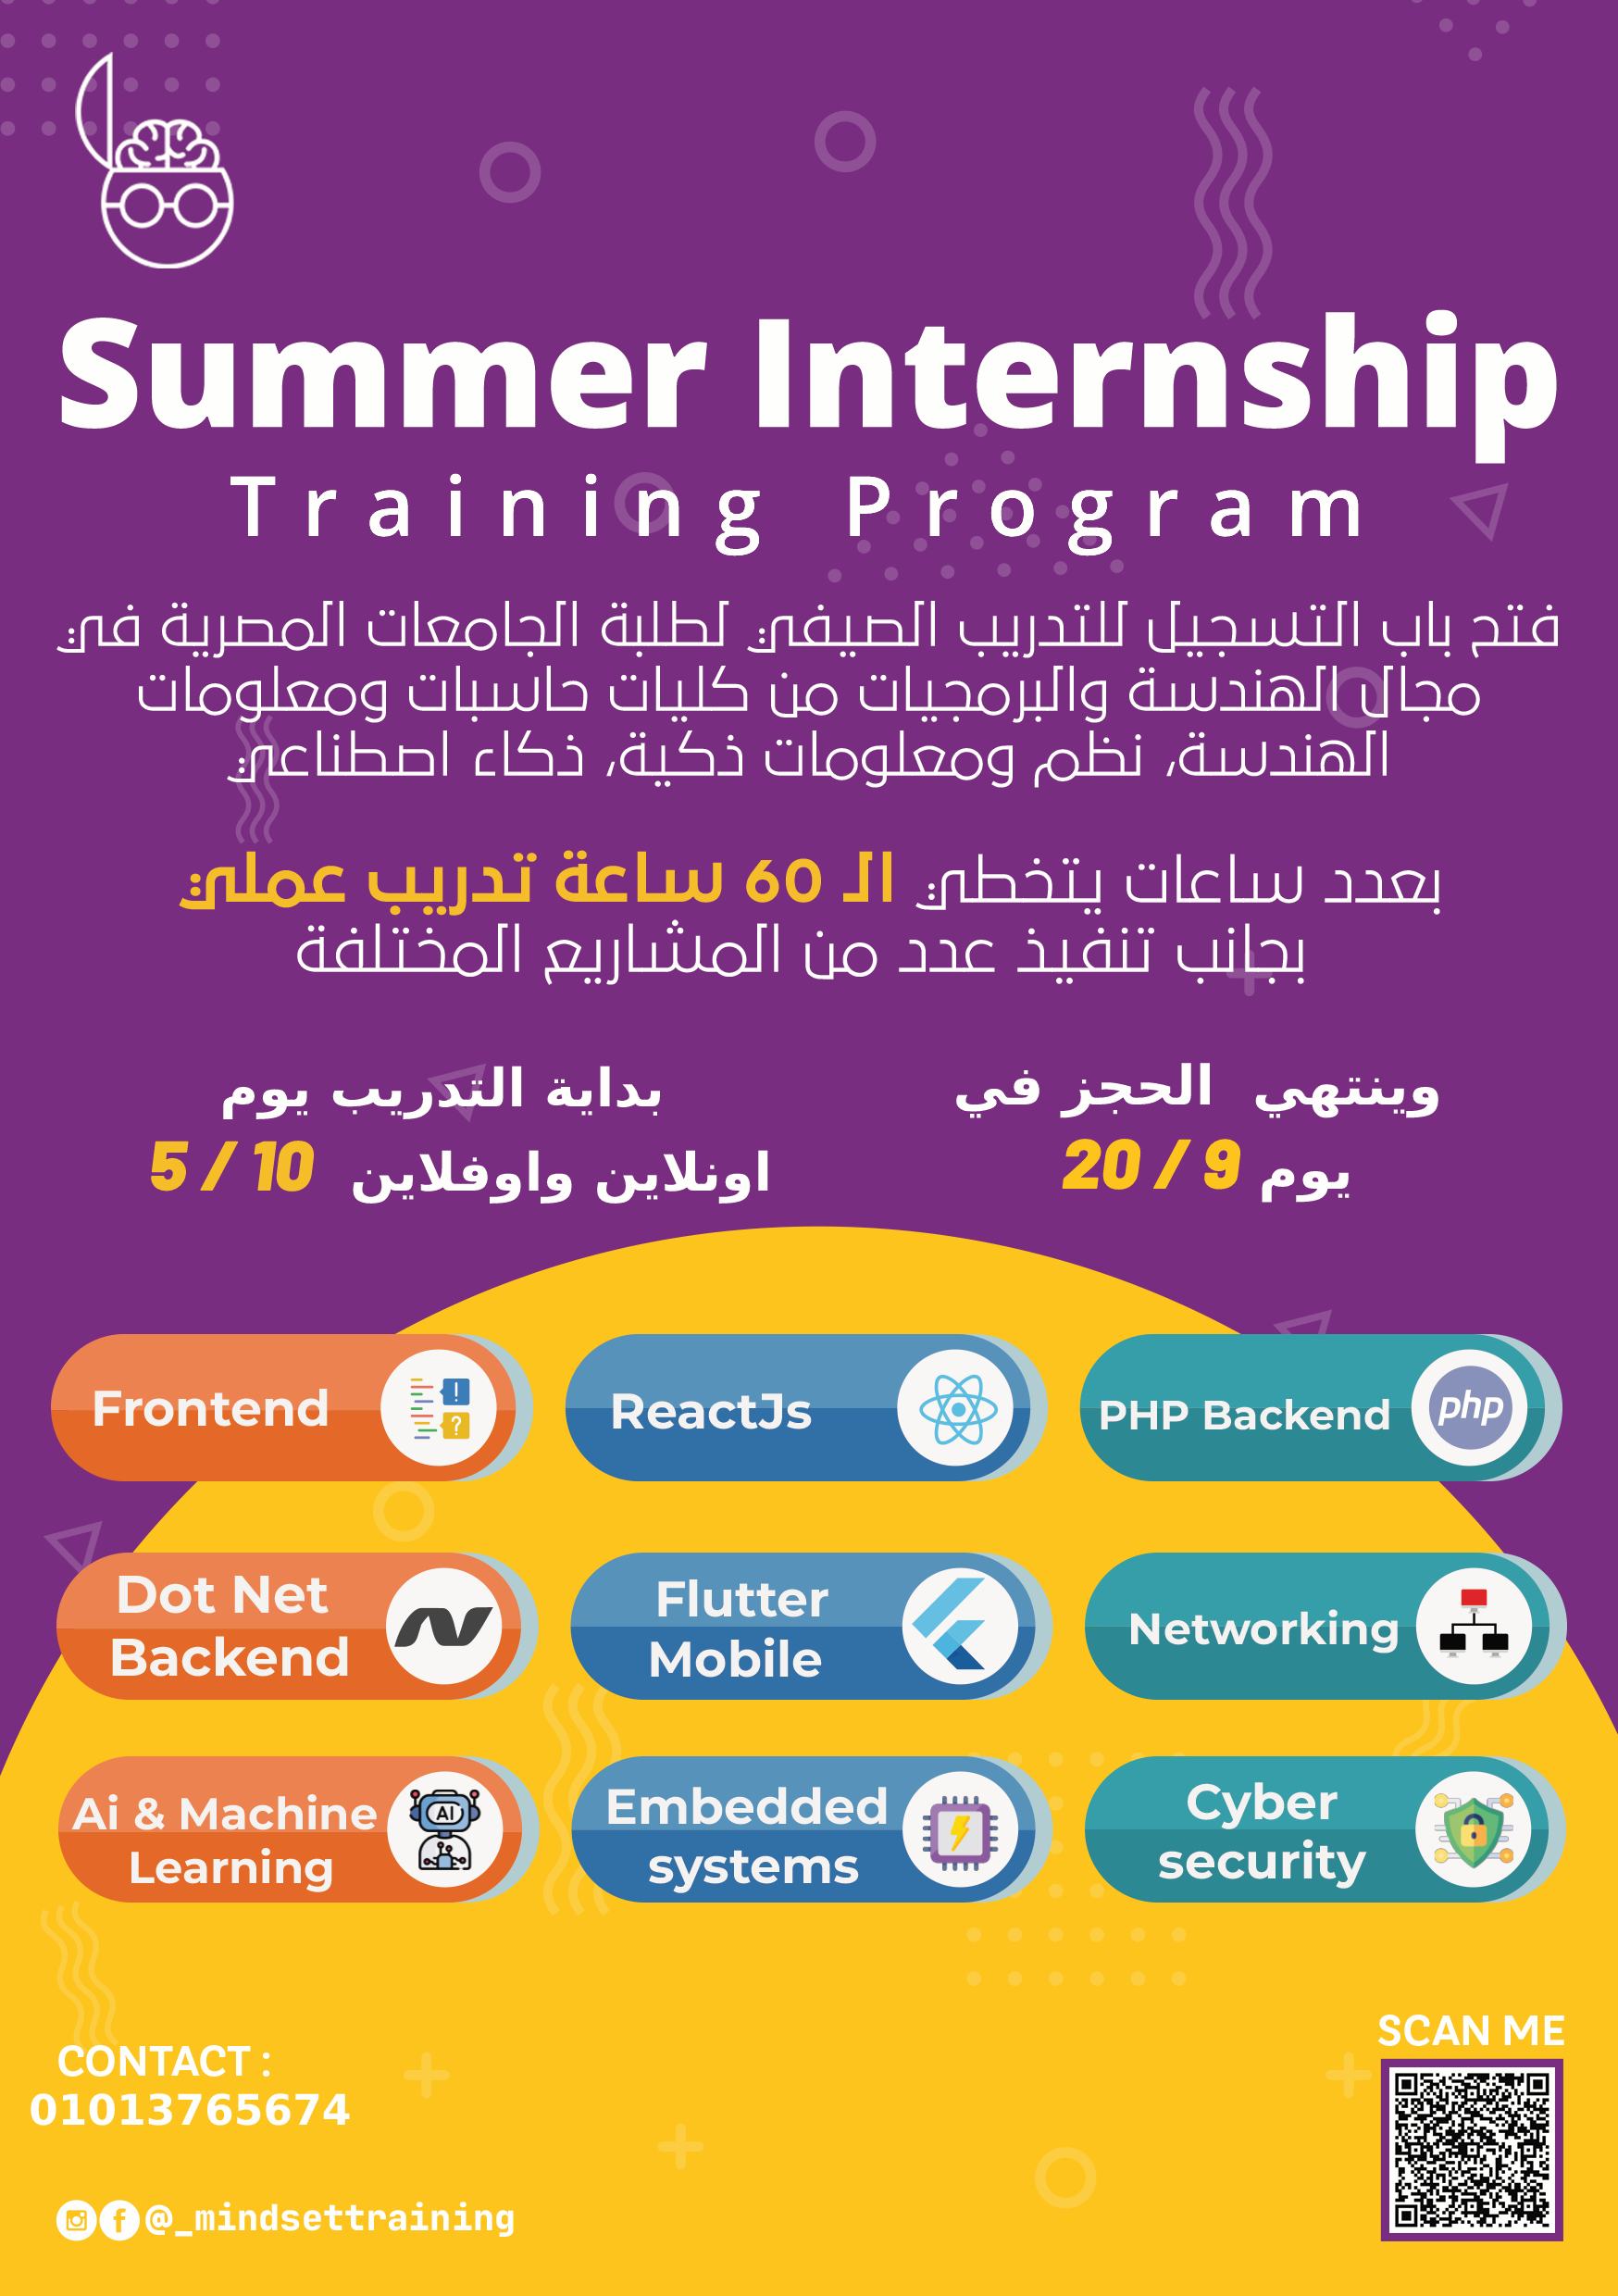 Summer Internship
Training Program
فتح باب التسجيل للتدريب الصيفي لطلبة الجامعات المصرية في
مجال الهندسة والبرمجيات من كليات حاسبات ومعلومات
الهندسة، نظم ومعلومات ذكية، ذكاء اصطناعي
بعدد ساعات يتخطي الـ 60 ساعة تدريب عملي
بجانب تنفيذ عدد من المشاريع المختلفة
وينتهي الحجز في
يوم 20 / 9
بداية التدريب يوم
اونلاين واوفلاين 5 / 10
Frontend
ReactJs
PHP Backend
php
Dot Net
Backend
Flutter
Mobile
Networking
Ai & Machine
Learning
AI
Embedded
systems
Cyber
security
SCAN ME
CONTACT :
01013765674
@_mindsettraining